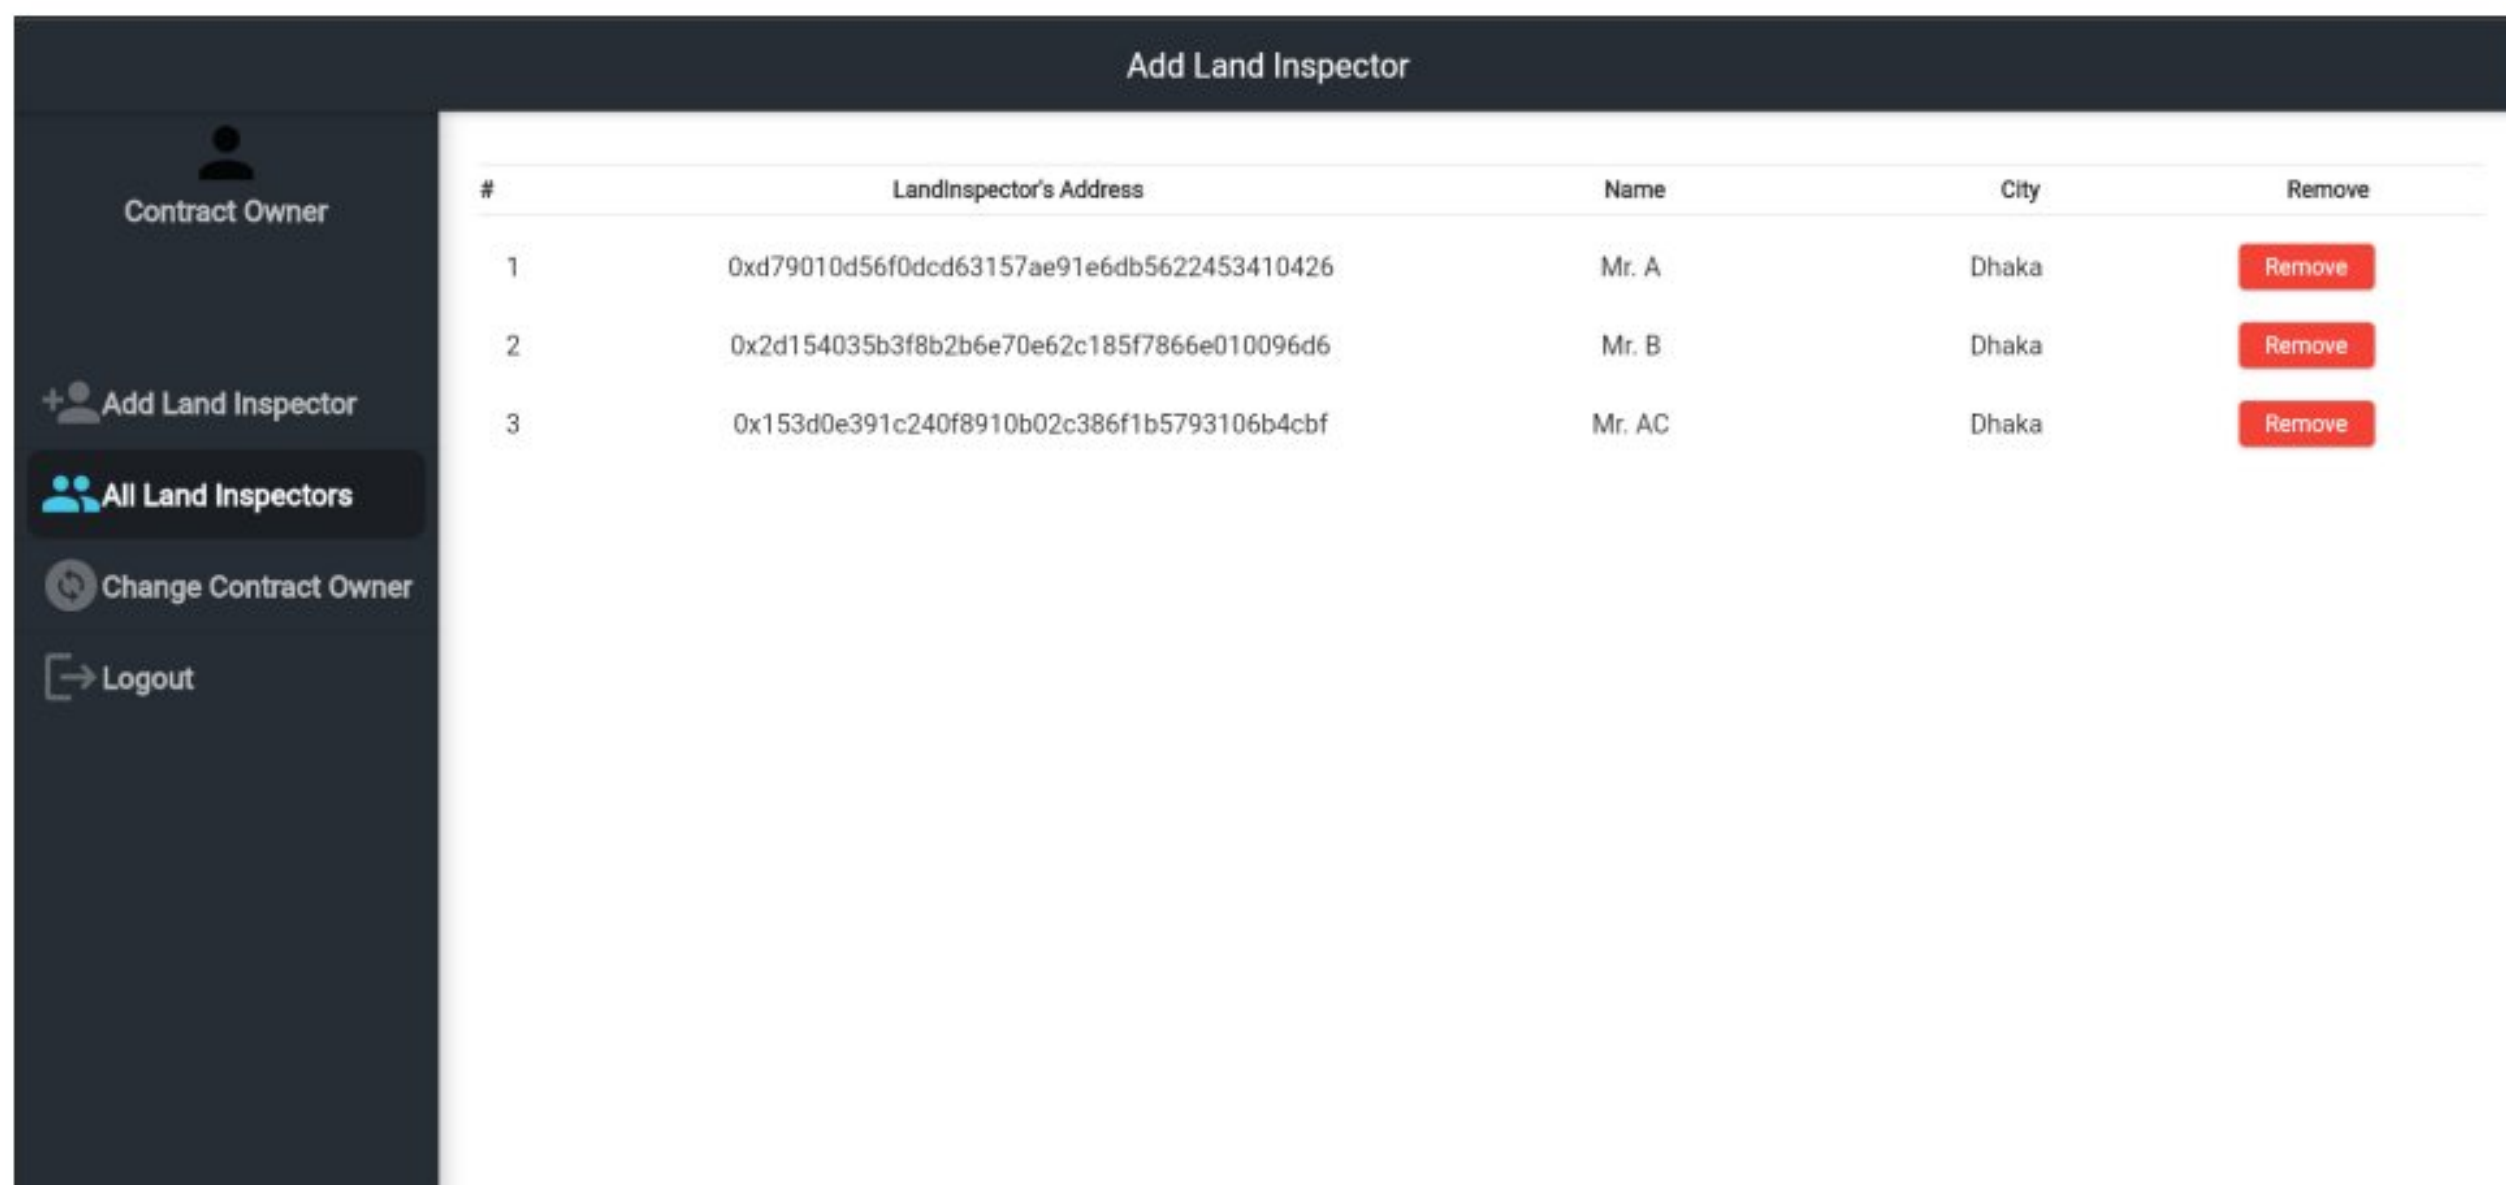 Add Land Inspector
Contract Owner
Add Land Inspector
All Land Inspectors
Change Contract Owner
Logout
# LandInspector's Address Name City Remove
1 0xd79010d56f0dcd63157ae91e6db5622453410426 Mr. A Dhaka Remove
2 0x2d154035b3f8b2b6e70e62c185f7866e010096d6 Mr. B Dhaka Remove
3 0x153d0e391c240f8910b02c386f1b5793106b4cbf Mr. AC Dhaka Remove